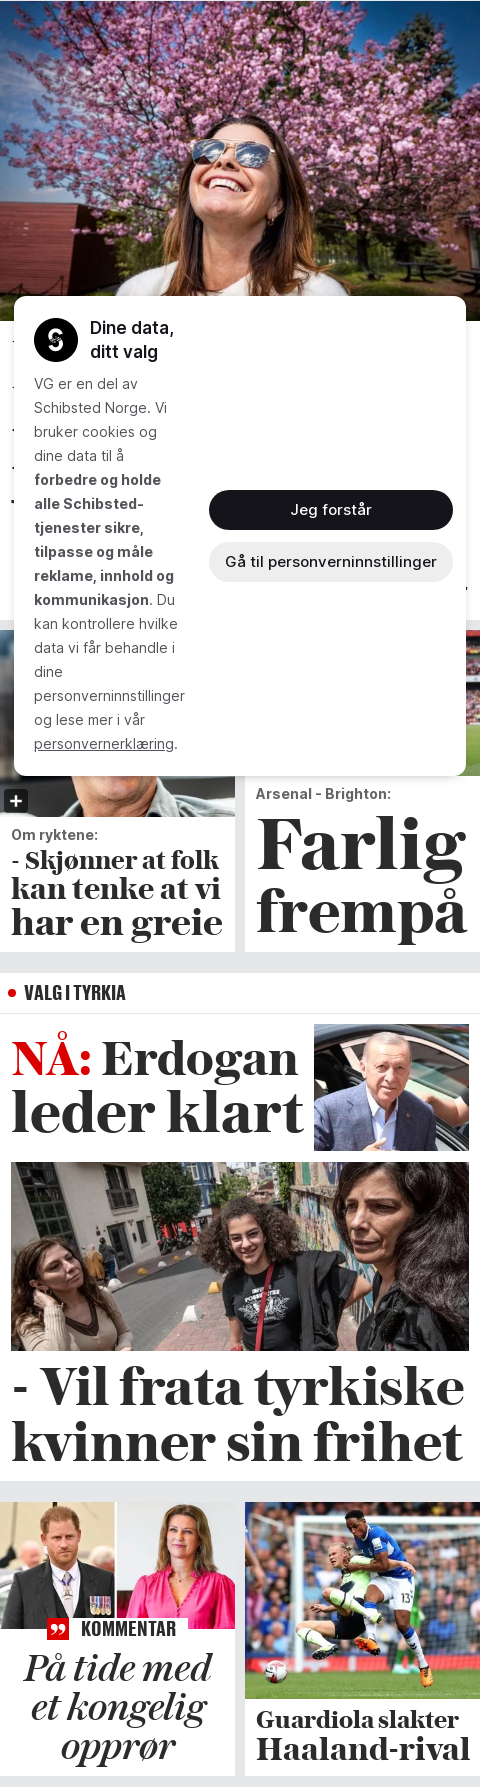 Dine data,
ditt valg
VG er en del av
Schibsted Norge. Vi
bruker cookies og
dine data til å
forbedre og holde
alle Schibsted-
tjenester sikre,
tilpasse og måle
reklame, innhold og
kommunikasjon. Du
kan kontrollere hvilke
data vi får behandle i
dine
personverninnstillinger
og lese mer i vår
personvernerklæring.
Jeg forstår
Gå til personverninnstillinger
Om ryktene:
- Skjønner at folk
kan tenke at vi
har en greie
Arsenal - Brighton:
Farlig
frempå
VALG I TYRKIA
NÅ: Erdogan
leder klart
- Vil frata tyrkiske
kvinner sin frihet
KOMMENTAR
På tide med
et kongelig
opprør
13
Guardiola slakter
Haaland-rival